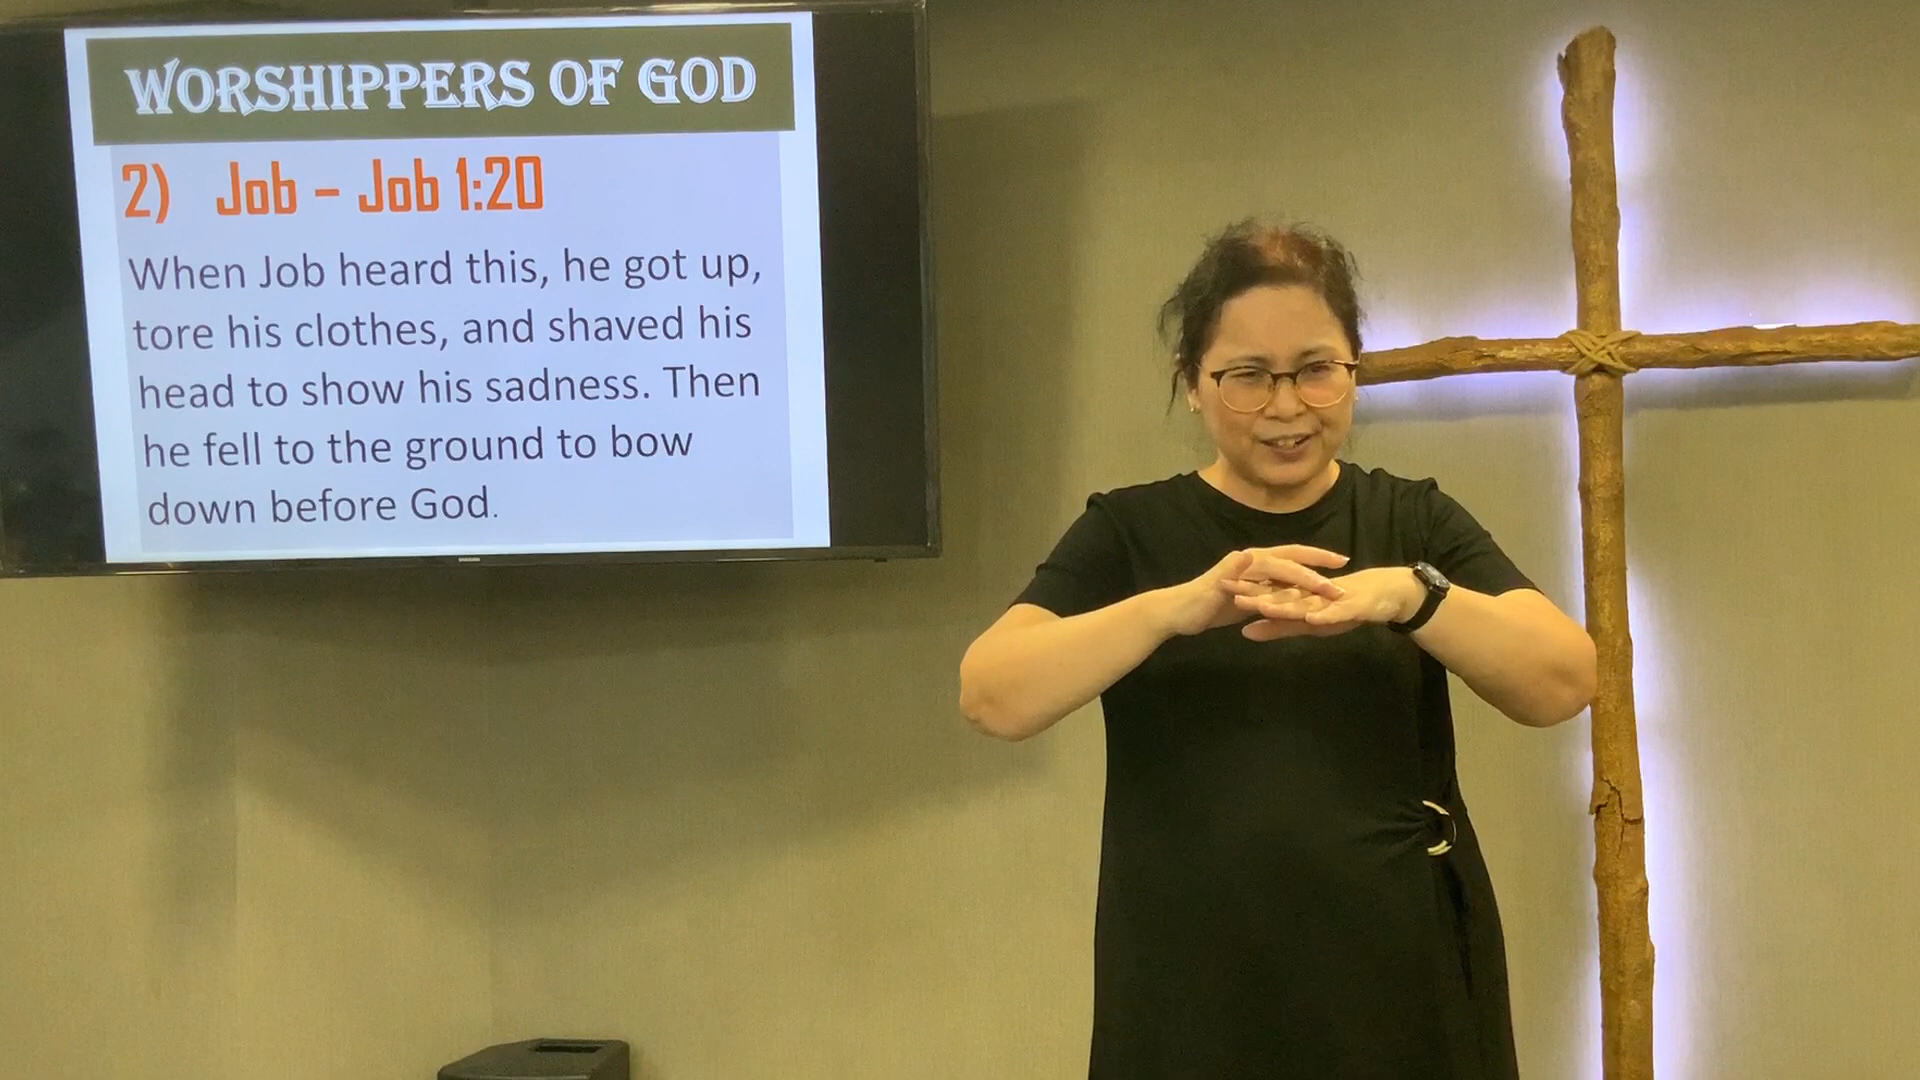 WORSHIPPERS OF GOD
2) Job – Job 1:20
When Job heard this, he got up,
tore his clothes, and shaved his
head to show his sadness. Then
he fell to the ground to bow
down before God.